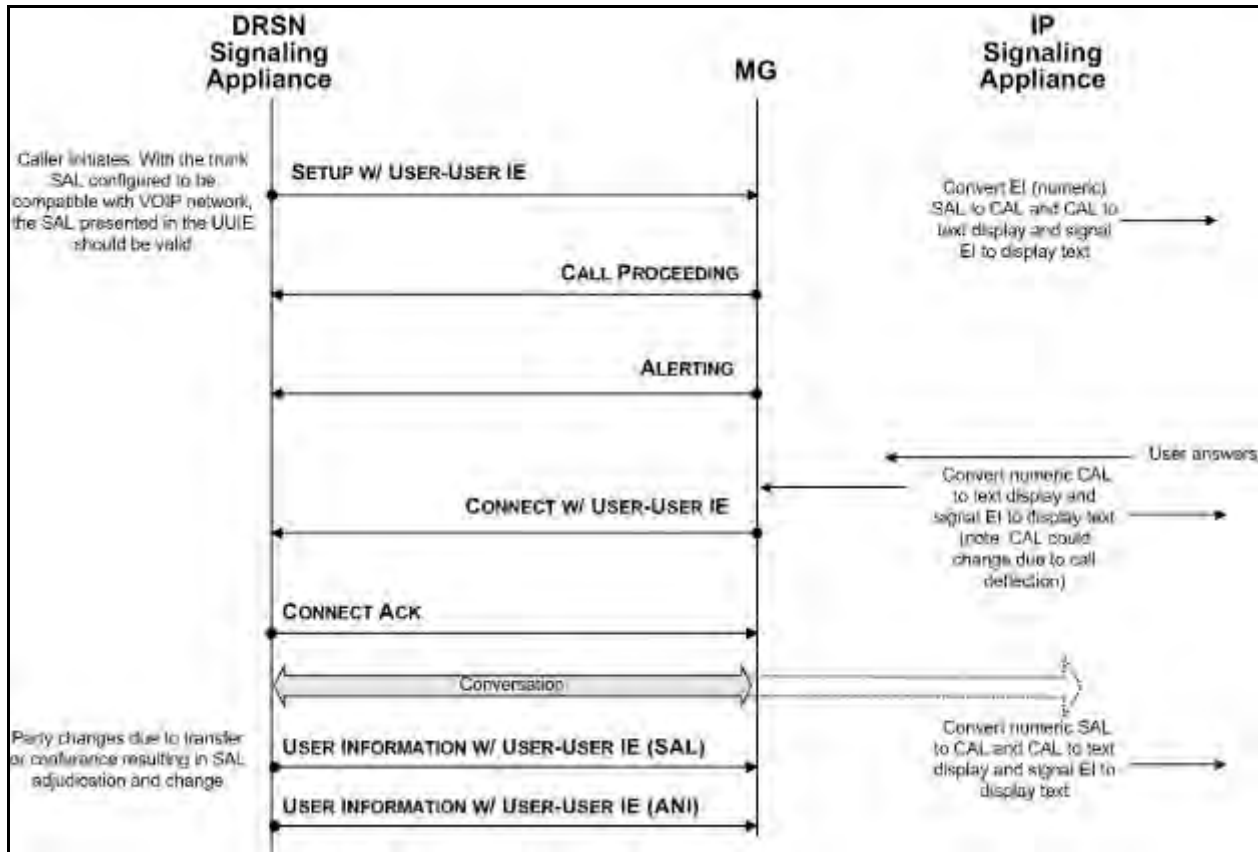 DRSN
Signaling
Appliance
MG
IP
Signaling
Appliance
Caller initiates. With the trunk
SAL configured to be
compatible with VOIP network,
the SAL presented in the UUIE
should be valid
SETUP W/ USER-USER IE
Convert EI (numeric)
SAL to CAL and CAL to
text display and signal
EI to display text
CALL PROCEEDING
ALERTING
User answers
Convert numeric CAL
to text display and
signal EI to display text
(note: CAL could
change due to call
deflection)
CONNECT W/ USER-USER IE
CONNECT ACK
Conversation
Party changes due to transfer
or conference resulting in SAL
adjudication and change
USER INFORMATION W/ USER-USER IE (SAL)
Convert numeric SAL
to CAL and CAL to text
display and signal EI to
display text
USER INFORMATION W/ USER-USER IE (ANI)